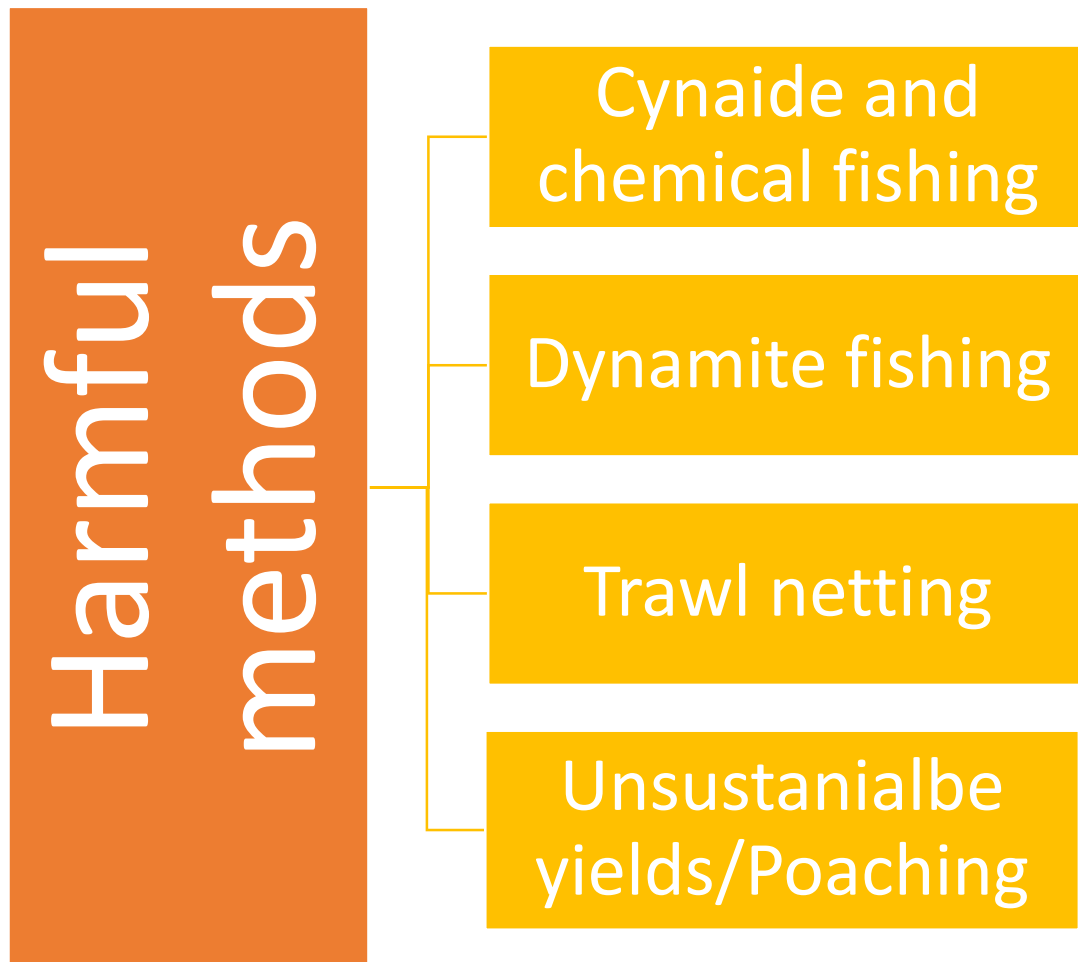 Harmful
methods
Cynaide and
chemical fishing
Dynamite fishing
Trawl netting
Unsustanialbe
yields/Poaching